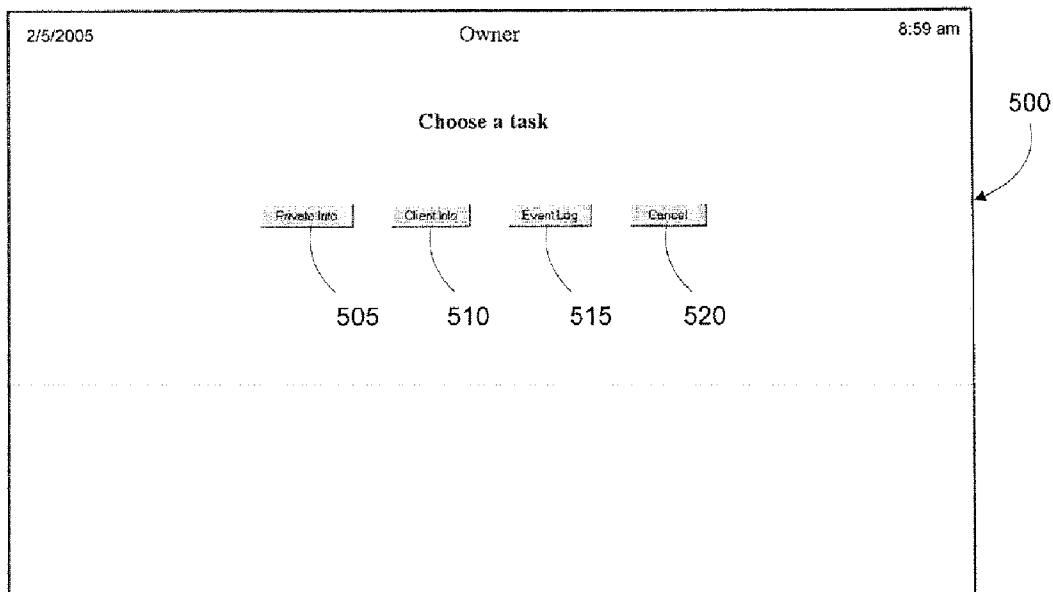 2/5/2005 Owner 8:59 am
500
Choose a task
Private Info Client Info Event Log Cancel
505 510 515 520